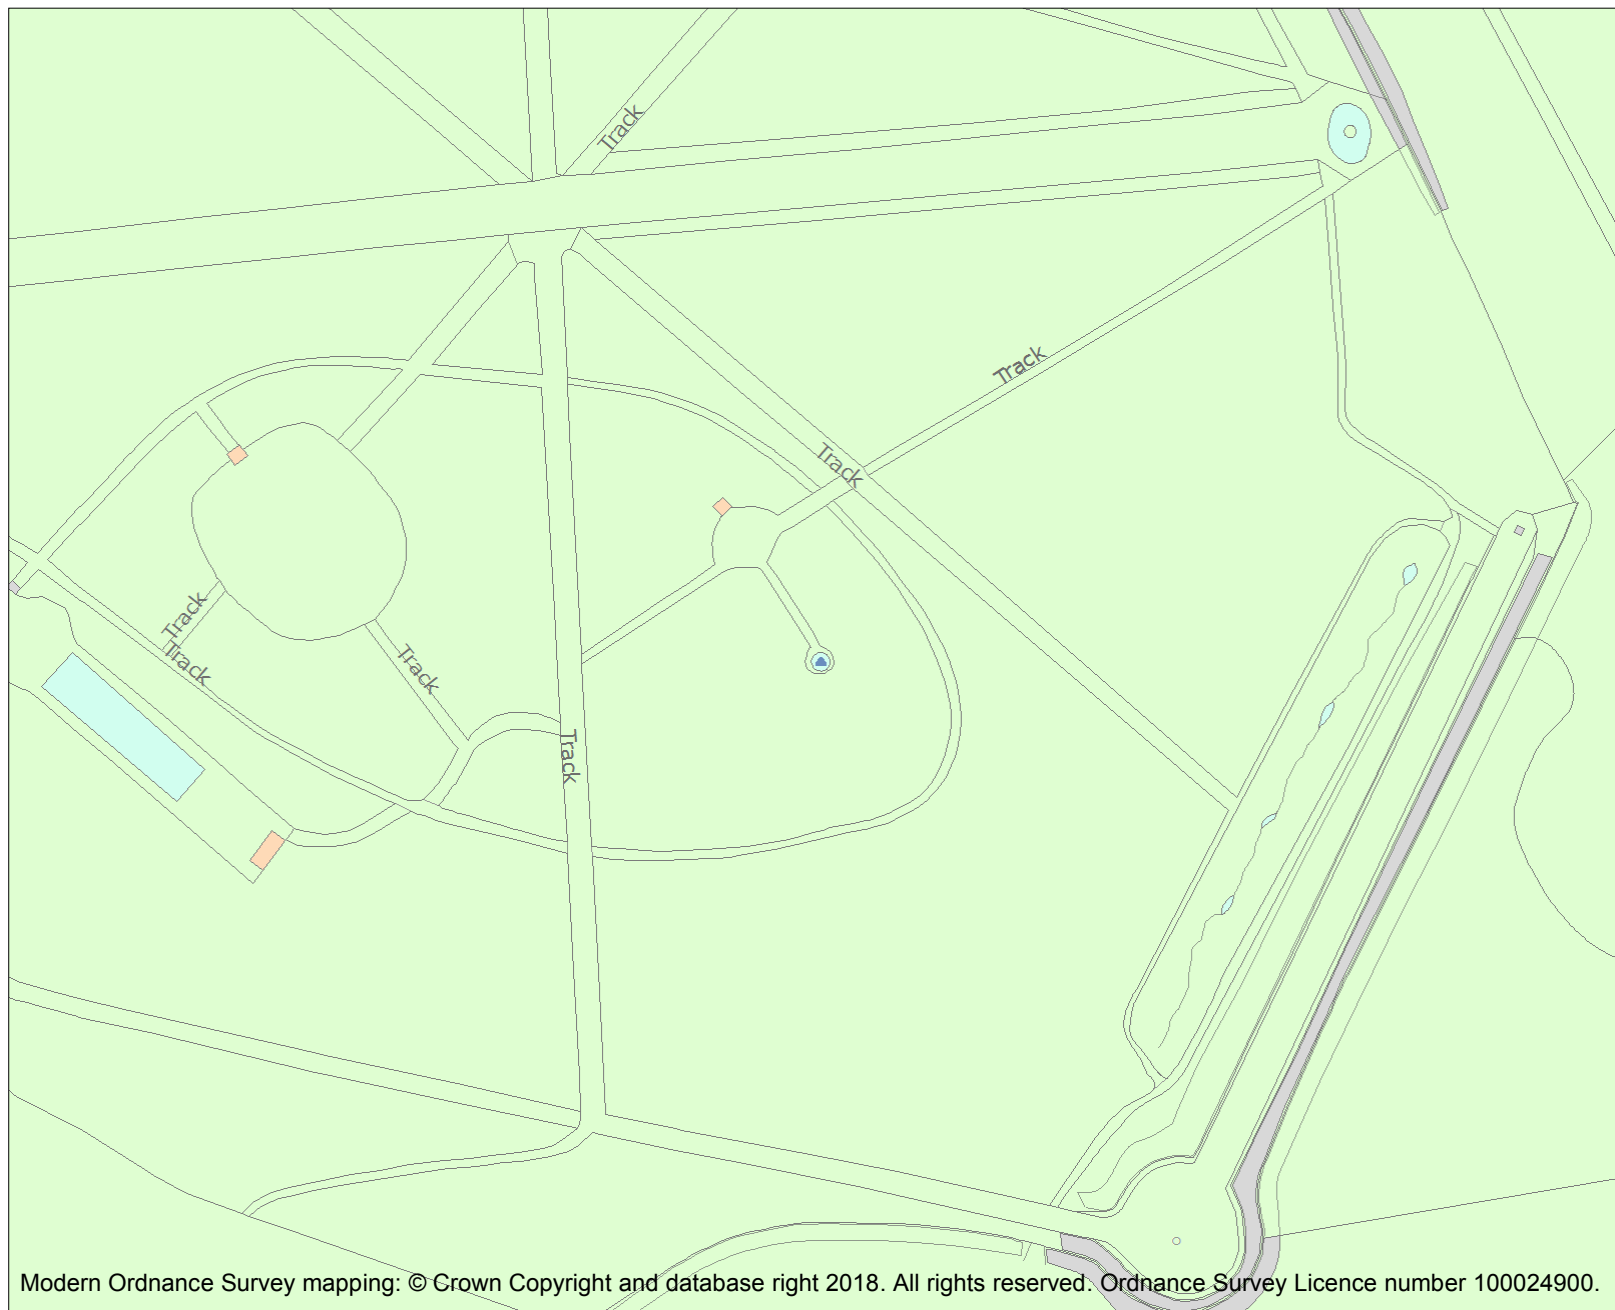 Track
Track
Track
Track
Track
Track
Track
Modern Ordnance Survey mapping: © Crown Copyright and database right 2018. All rights reserved. Ordnance Survey Licence number 100024900.